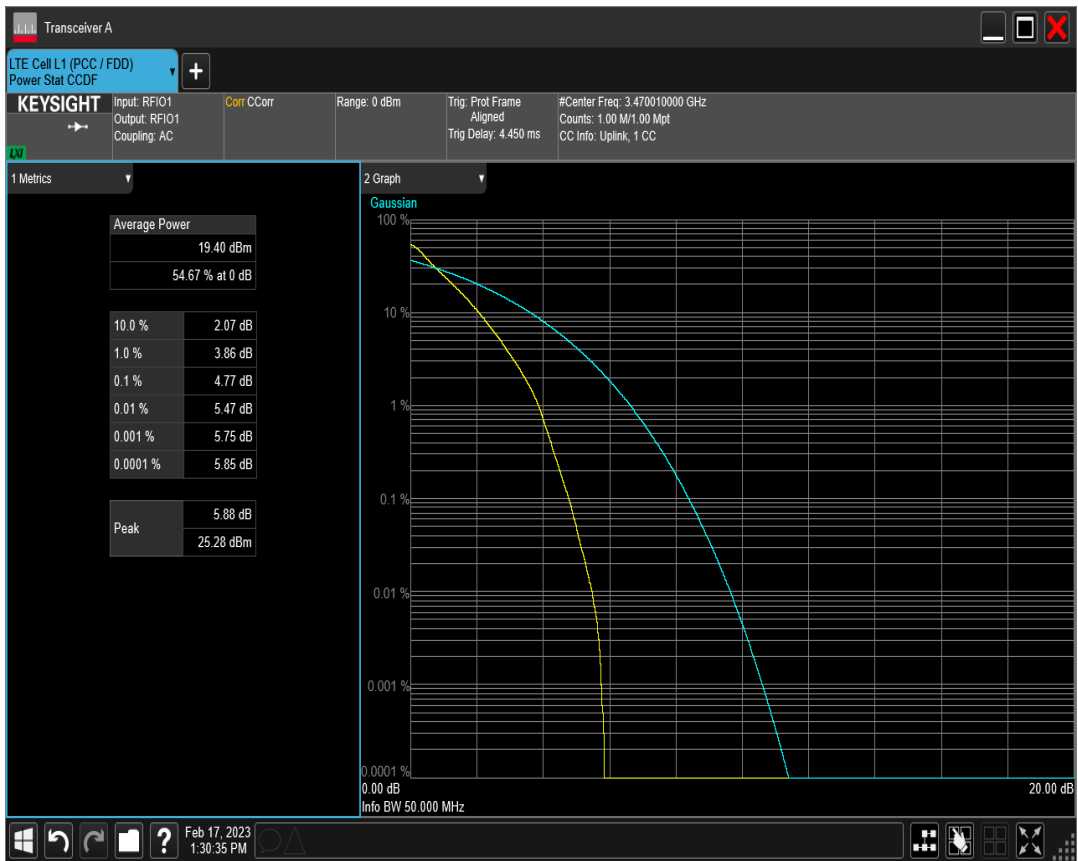 Transceiver A
LTE Cell L1 (PCC / FDD)
Power Stat CCDF
+
KEYSIGHT
LXI
Input: RFIO1
Output: RFIO1
Coupling: AC
Corr CCorr
Range: 0 dBm
Trig: Prot Frame
Aligned
Trig Delay: 4.450 ms
#Center Freq: 3.470010000 GHz
Counts: 1.00 M/1.00 Mpt
CC Info: Uplink, 1 CC
1 Metrics
Average Power
19.40 dBm
54.67 % at 0 dB
10.0 % 2.07 dB
1.0 % 3.86 dB
0.1 % 4.77 dB
0.01 % 5.47 dB
0.001 % 5.75 dB
0.0001 % 5.85 dB
Peak
5.88 dB
25.28 dBm
2 Graph
Gaussian
100 %
10 %
1 %
0.1 %
0.01 %
0.001 %
0.0001 %
0.00 dB
20.00 dB
Info BW 50.000 MHz
?
Feb 17, 2023
1:30:35 PM